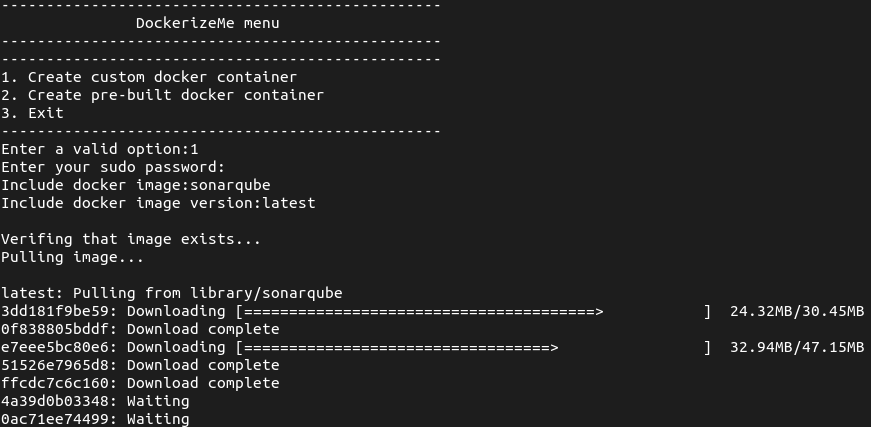 -------------------------------------------------
DockerizeMe menu
-------------------------------------------------
-------------------------------------------------
1. Create custom docker container
2. Create pre-built docker container
3. Exit
-------------------------------------------------
Enter a valid option:1
Enter your sudo password:
Include docker image:sonarqube
Include docker image version:latest
Verifing that image exists...
Pulling image...
latest: Pulling from library/sonarqube
3dd181f9be59: Downloading [=======================================>           ]  24.32MB/30.45MB
0f838805bddf: Download complete
e7eee5bc80e6: Downloading [==================================>                ]  32.94MB/47.15MB
51526e7965d8: Download complete
ffcdc7c6c160: Download complete
4a39d0b03348: Waiting
0ac71ee74499: Waiting